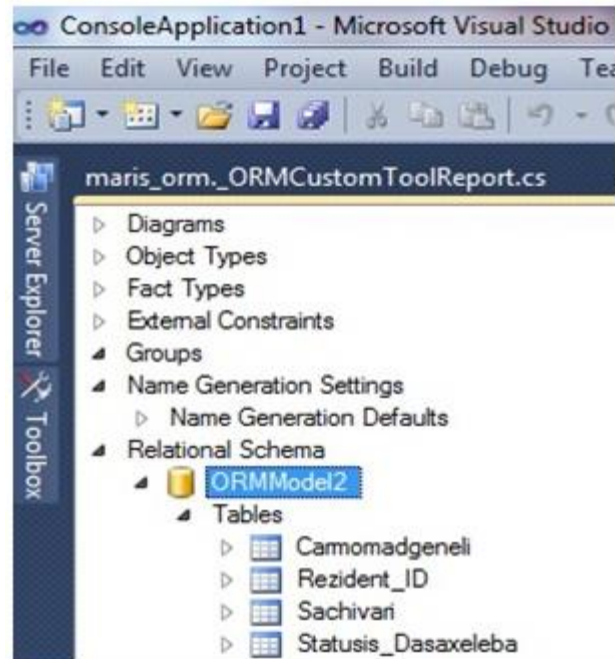 ConsoleApplication1 - Microsoft Visual Studio
File Edit View Project Build Debug Tea
maris_orm._ORMCustomToolReport.cs
Server Explorer
Toolbox
Diagrams
Object Types
Fact Types
External Constraints
Groups
Name Generation Settings
Name Generation Defaults
Relational Schema
ORMModel2
Tables
Carmomadgeneli
Rezident_ID
Sachivari
Statusis_Dasaxeleba